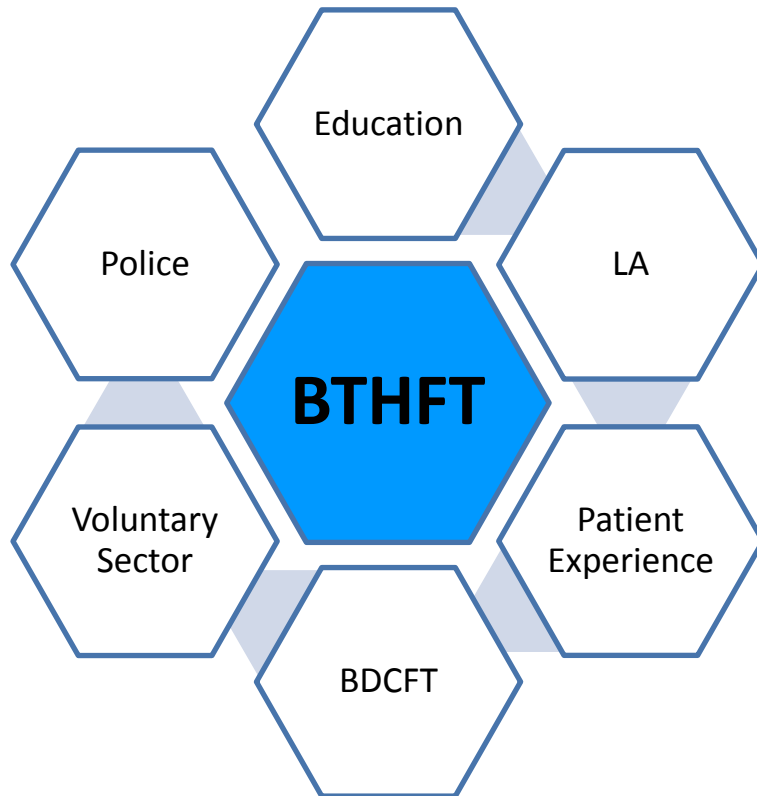 Education
Police
LA
BTHFT
Voluntary
Sector
Patient
Experience
BDCFT